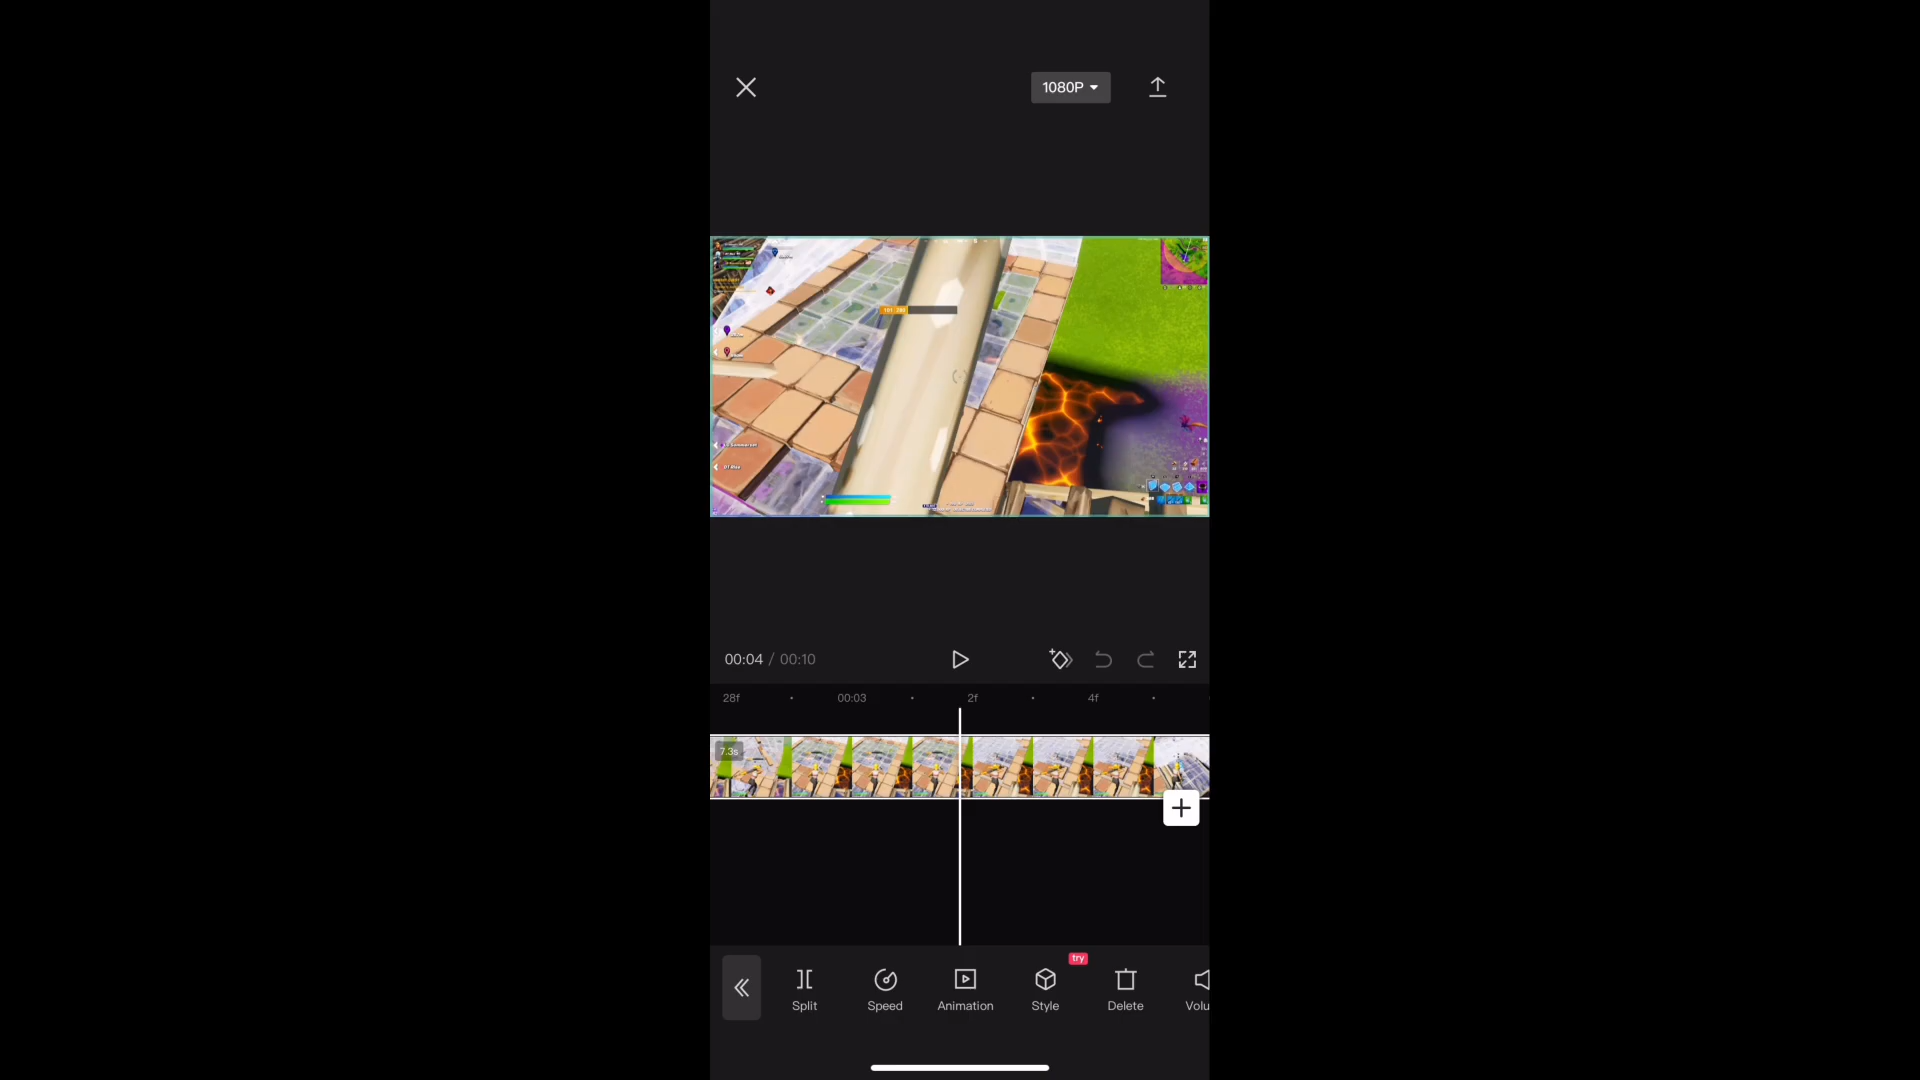 1080P
00:04 / 00:10
28f
00:03
2f
4f
7.3s
try
Split
Speed
Animation
Style
Delete
Volu